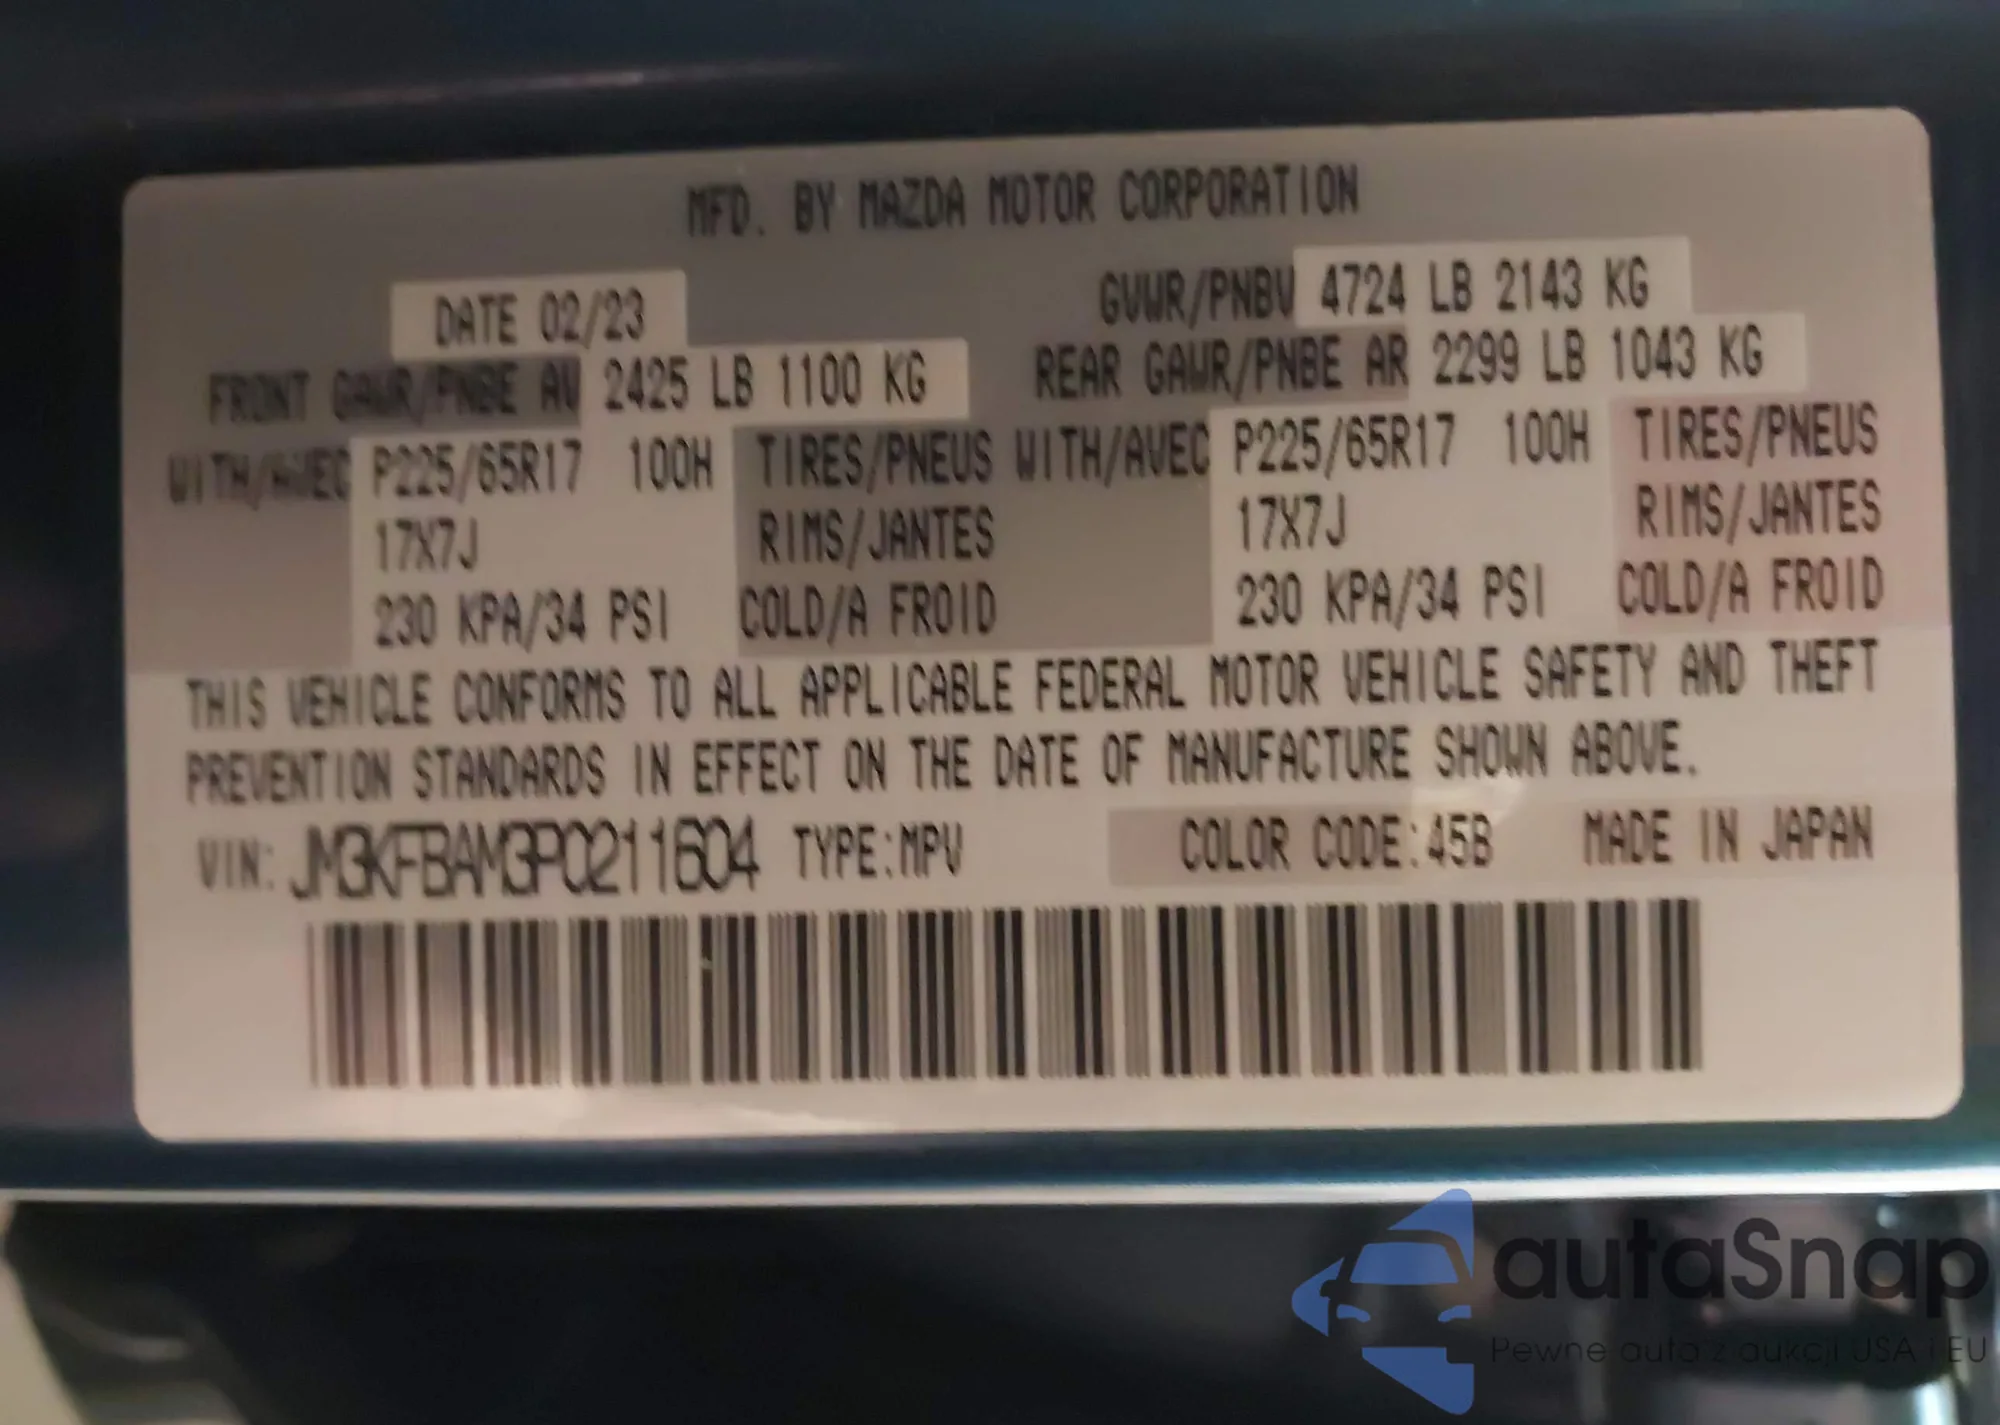 MFD. BY MAZDA MOTOR CORPORATION
DATE 02/23 GVWR/PNBV 4724 LB 2143 KG
FRONT GAWR/PNBE AV 2425 LB 1100 KG REAR GAWR/PNBE AR 2299 LB 1043 KG
WITH/AVEC P225/65R17 100H TIRES/PNEUS WITH/AVEC P225/65R17 100H TIRES/PNEUS
17X7J RIMS/JANTES 17X7J RIMS/JANTES
230 KPA/34 PSI COLD/A FROID 230 KPA/34 PSI COLD/A FROID
THIS VEHICLE CONFORMS TO ALL APPLICABLE FEDERAL MOTOR VEHICLE SAFETY AND THEFT
PREVENTION STANDARDS IN EFFECT ON THE DATE OF MANUFACTURE SHOWN ABOVE.
VIN: JM3KFBAM3P0211604 TYPE:MPV COLOR CODE:45B MADE IN JAPAN
autaSnap
Pewne auta z aukcji USA i EU